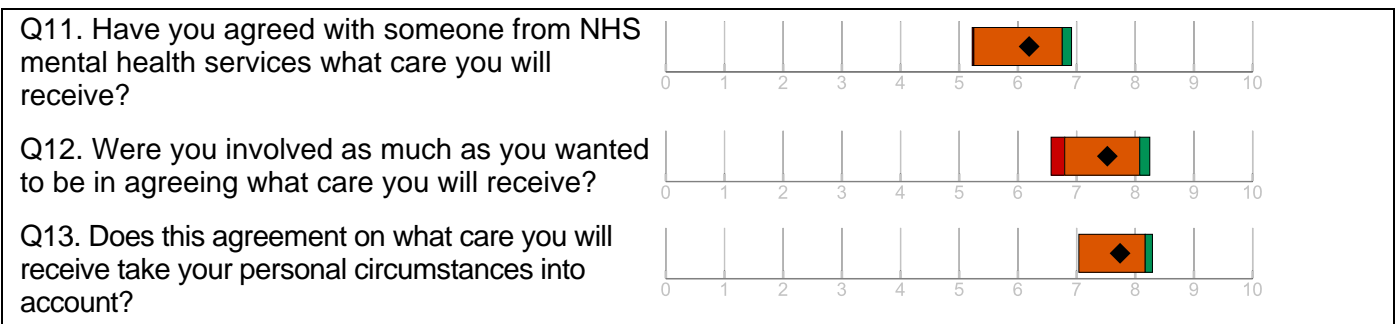 Q11. Have you agreed with someone from NHS
mental health services what care you will
receive?
0 1 2 3 4 5 6 7 8 9 10
Q12. Were you involved as much as you wanted
to be in agreeing what care you will receive?
0 1 2 3 4 5 6 7 8 9 10
Q13. Does this agreement on what care you will
receive take your personal circumstances into
account?
0 1 2 3 4 5 6 7 8 9 10